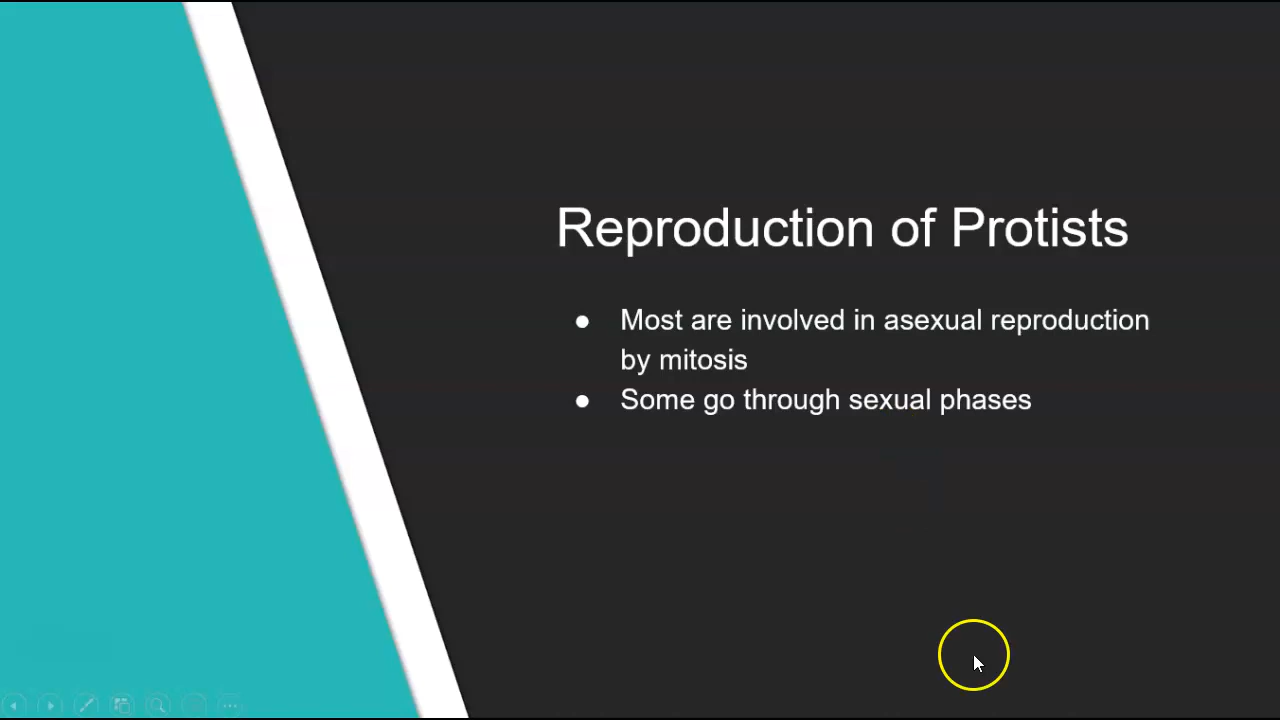 Reproduction of Protists
● Most are involved in asexual reproduction
by mitosis
● Some go through sexual phases